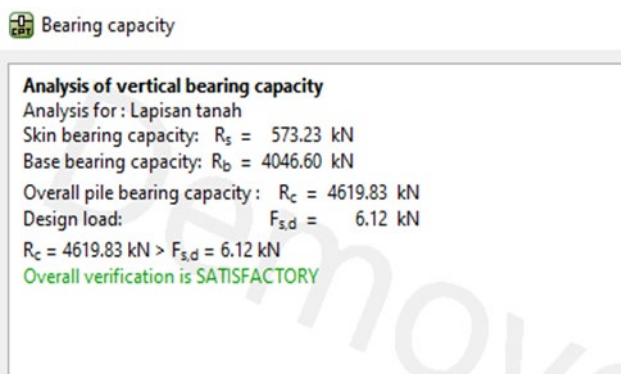 CPT Bearing capacity
Analysis of vertical bearing capacity
Analysis for : Lapisan tanah
Skin bearing capacity: Rs = 573.23 kN
Base bearing capacity: Rb = 4046.60 kN
Overall pile bearing capacity : Rc = 4619.83 kN
Design load: Fs,d = 6.12 kN
Rc = 4619.83 kN > Fs,d = 6.12 kN
Overall verification is SATISFACTORY
Demov